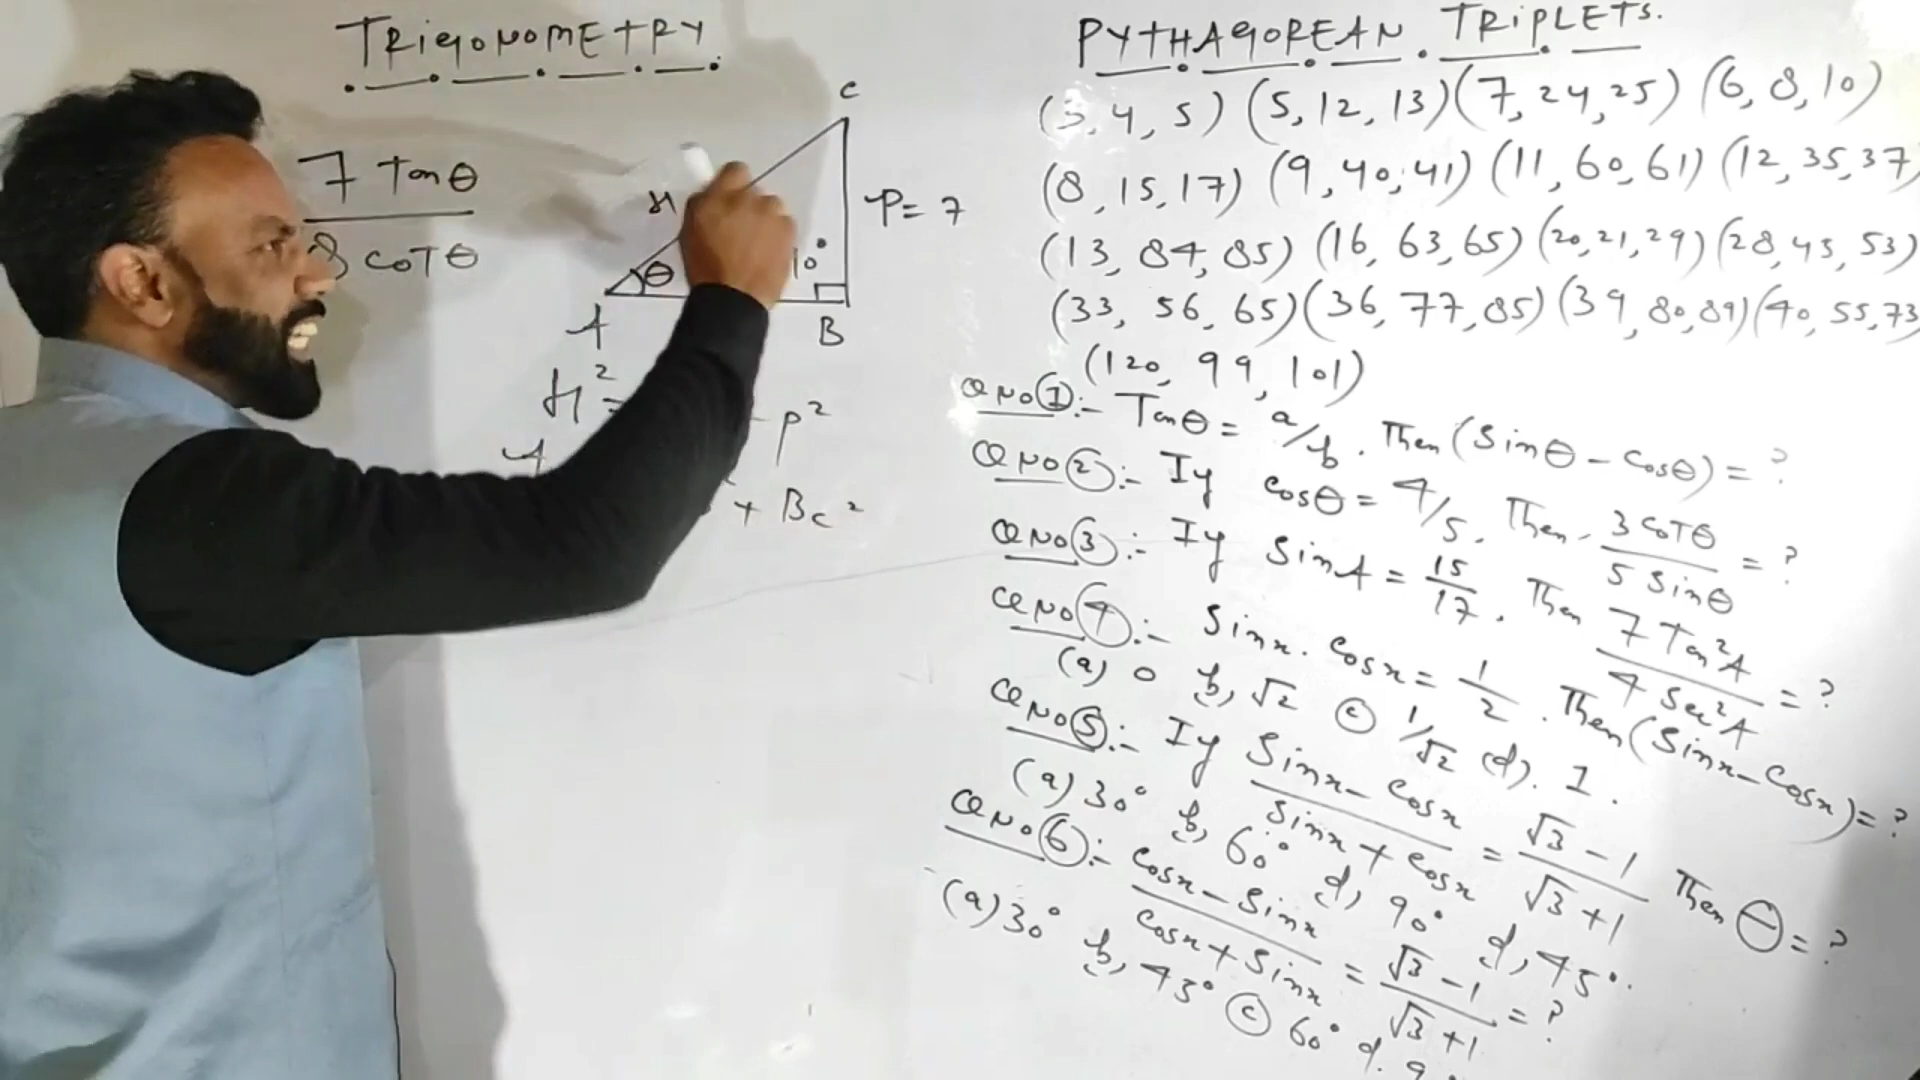 TRIGONOMETRY
7 Tanθ
8 COTθ
C
H
P = 7
θ
A
B
H² =
P²
A
+ BC²
PYTHAGOREAN TRIPLETS.
(3, 4, 5) (5, 12, 13) (7, 24, 25) (6, 8, 10)
(8, 15, 17) (9, 40, 41) (11, 60, 61) (12, 35, 37
(13, 84, 85) (16, 63, 65) (20, 21, 29) (28, 45, 53)
(33, 56, 65) (36, 77, 85) (39, 80, 89) (40, 55, 73
(120, 99, 101)
Q No ①:- Tanθ = a/b. Then (Sinθ - Cosθ) = ?
Q No ②:- If Cosθ = 4/5. Then 3 COTθ / 5 Sinθ = ?
Q No ③:- If SinA = 15/17. Then 7 Tan²A / 4 Sec²A = ?
Q No ④:- Sinx. Cosx = 1/2. Then (Sinx - Cosx) = ?
(a) 0 b, √2 ⓒ 1/√2 (d). 1.
Q No ⑤:- If Sinx - Cosx / Sinx + Cosx = √3 - 1 / √3 + 1 Then θ = ?
(a) 30° b, 60° d, 90° d, 45°.
Q No ⑥:- Cosx - Sinx / Cosx + Sinx = √3 - 1 / √3 + 1 = ?
(a) 30° b, 45° ⓒ 60° d. 9